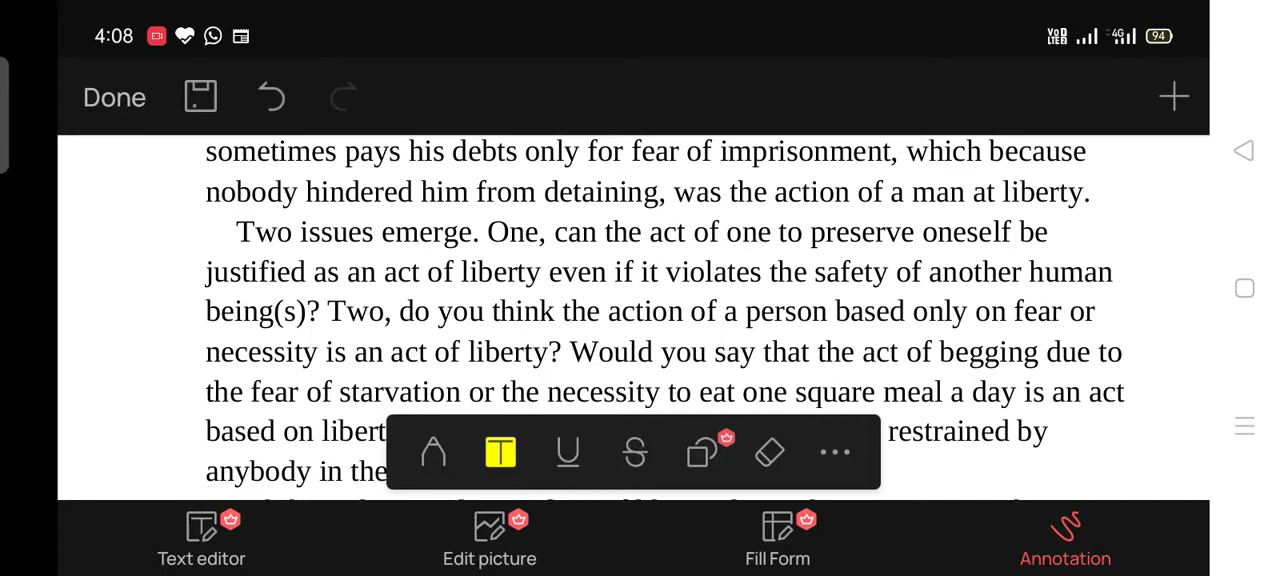 4:08
VoD
LTE2
4G
94
Done
sometimes pays his debts only for fear of imprisonment, which because
nobody hindered him from detaining, was the action of a man at liberty.
Two issues emerge. One, can the act of one to preserve oneself be
justified as an act of liberty even if it violates the safety of another human
being(s)? Two, do you think the action of a person based only on fear or
necessity is an act of liberty? Would you say that the act of begging due to
the fear of starvation or the necessity to eat one square meal a day is an act
based on libert restrained by
anybody in the
T
U
S
Text editor
Edit picture
Fill Form
Annotation